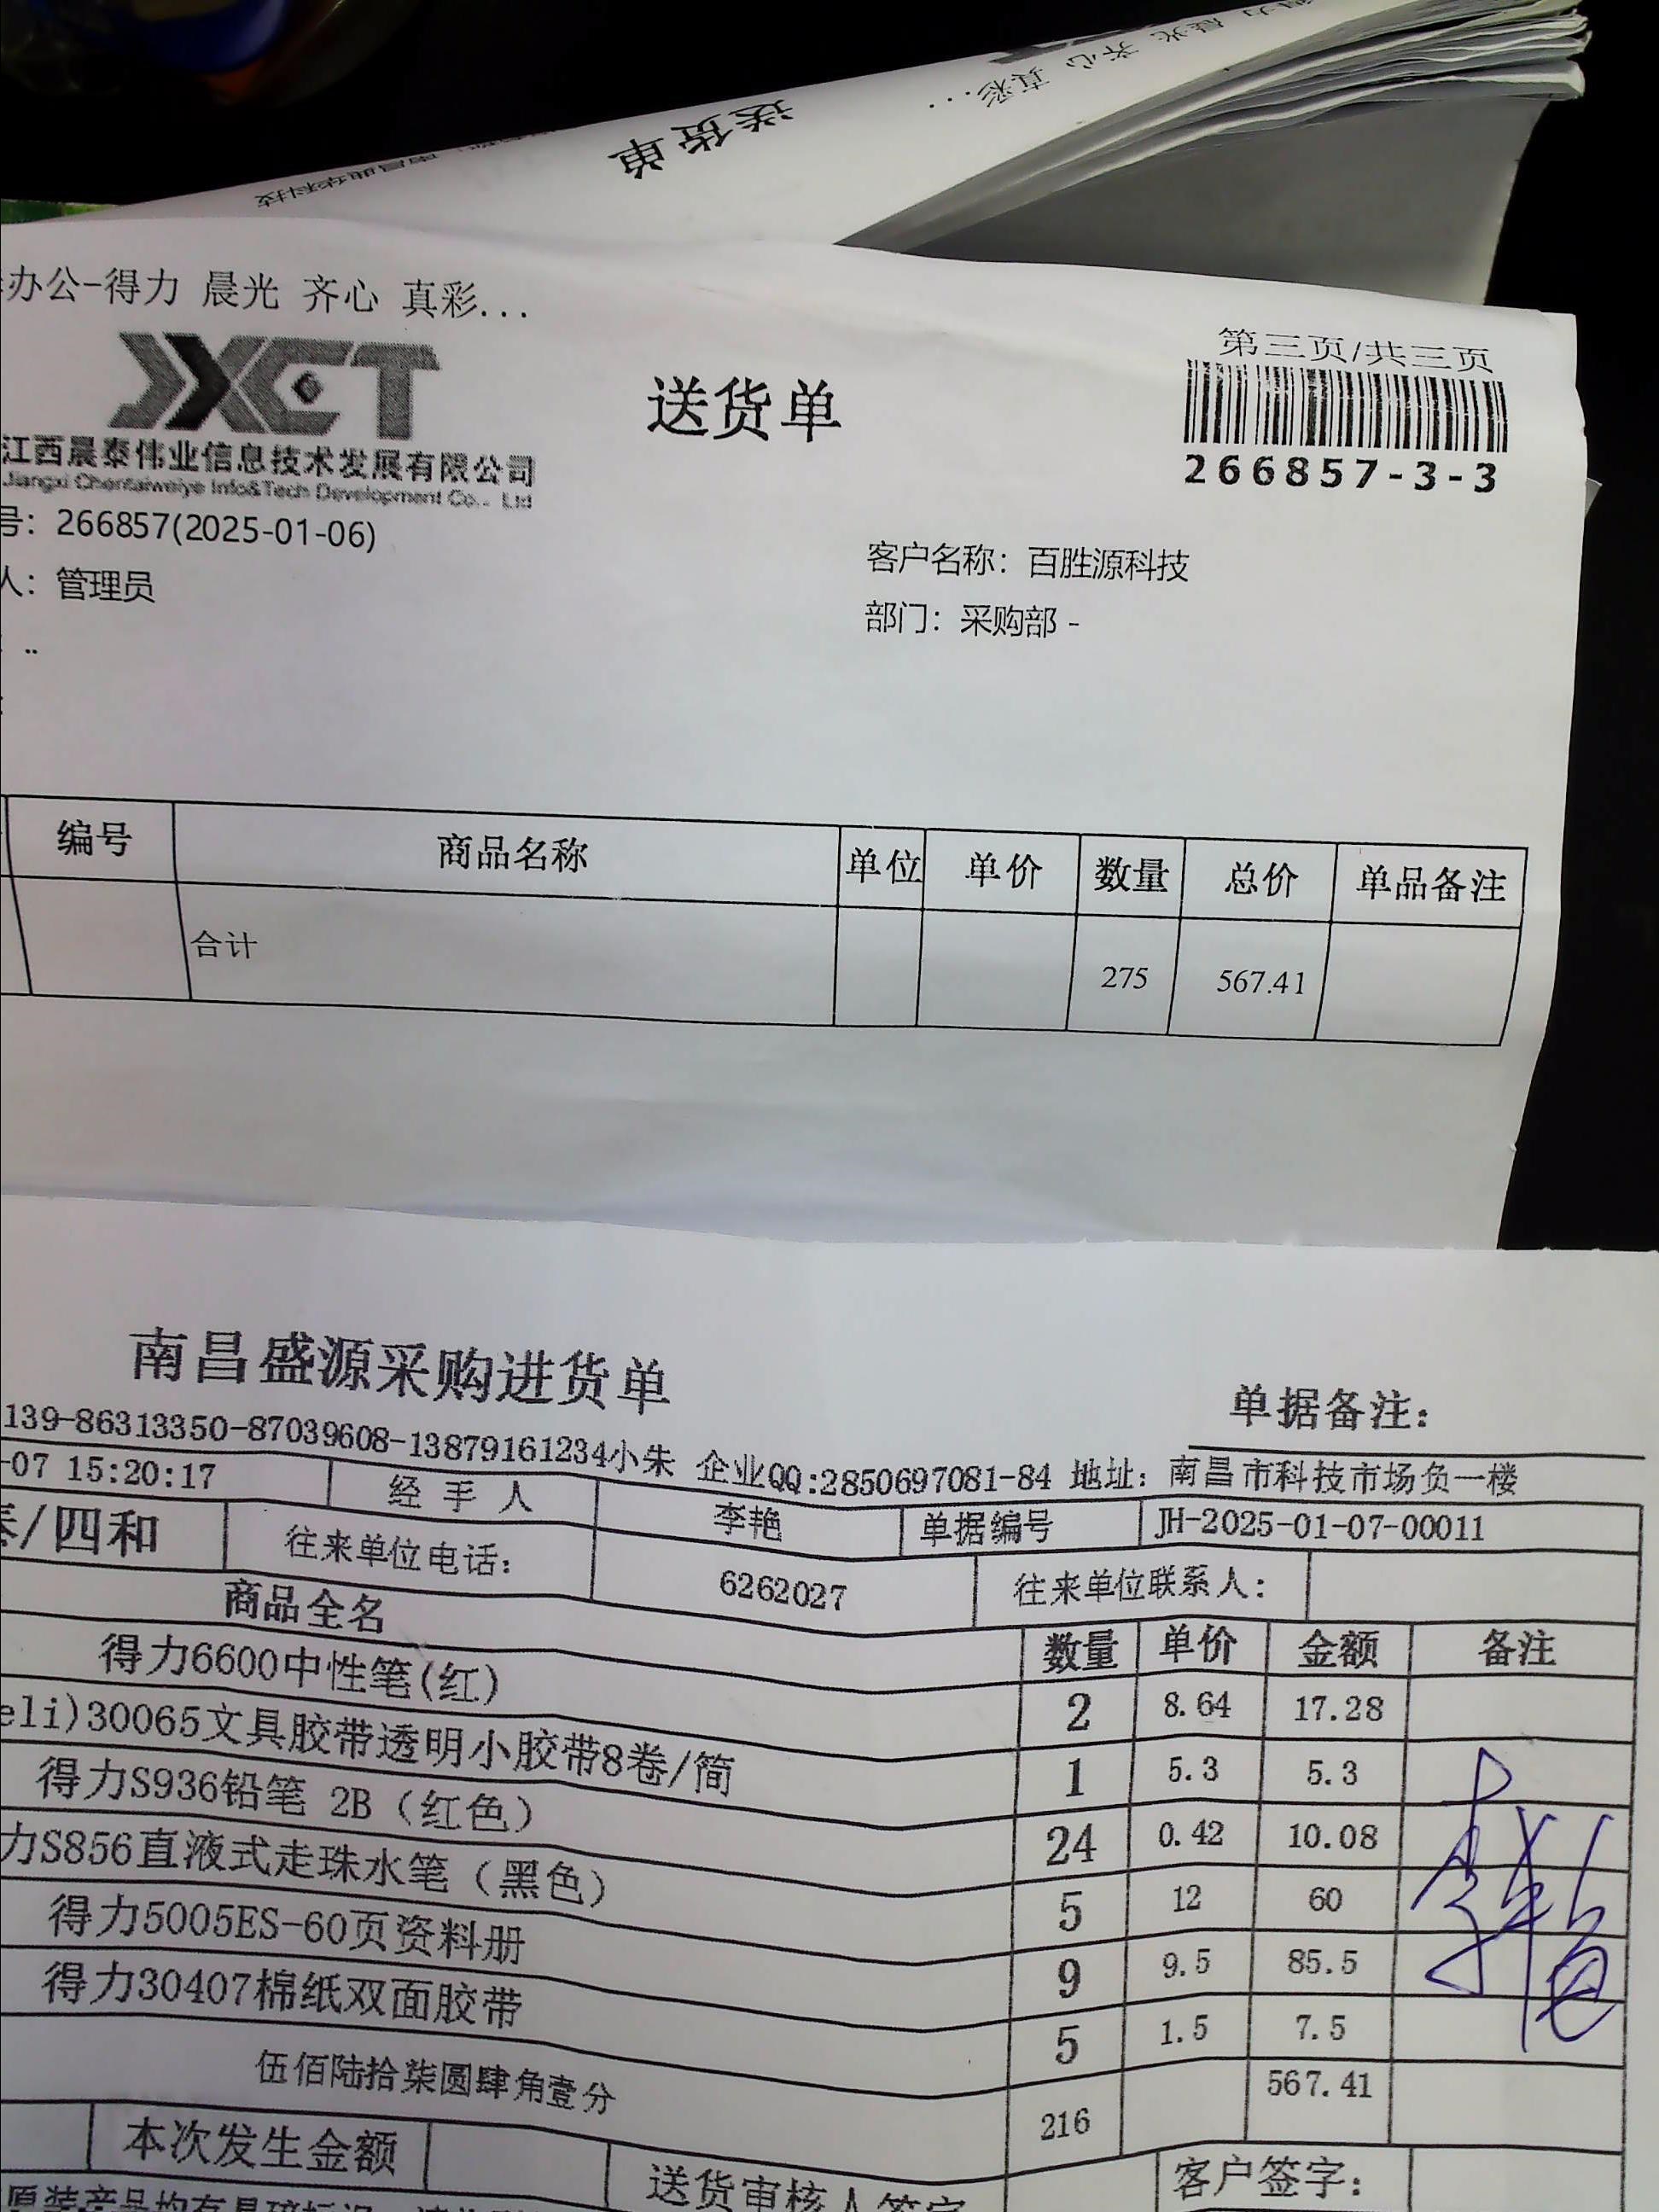 得力 晨光 齐心 真彩...
送货单
办公-得力 晨光 齐心 真彩...
JXCT
江西晨泰伟业信息技术发展有限公司
Jiangxi Chentaiweiye Info&Tech Development Co., Ltd
送货单
第三页/共三页
266857-3-3
号: 266857(2025-01-06)
人: 管理员
客户名称: 百胜源科技
部门: 采购部 -
: ..
:
编号 商品名称 单位 单价 数量 总价 单品备注
合计 275 567.41
南昌盛源采购进货单
单据备注:
139-86313350-87039608-13879161234小朱 企业QQ:2850697081-84 地址: 南昌市科技市场负一楼
-07 15:20:17 经 手 人 李艳 单据编号 JH-2025-01-07-00011
泰/四和 往来单位电话: 6262027 往来单位联系人:
商品全名 数量 单价 金额 备注
得力6600中性笔(红) 2 8.64 17.28
eli)30065文具胶带透明小胶带8卷/筒 1 5.3 5.3
得力S936铅笔 2B（红色） 24 0.42 10.08
力S856直液式走珠水笔（黑色） 5 12 60
得力5005ES-60页资料册 9 9.5 85.5
得力30407棉纸双面胶带 5 1.5 7.5
伍佰陆拾柒圆肆角壹分 216 567.41
本次发生金额 送货审核人签字 客户签字: